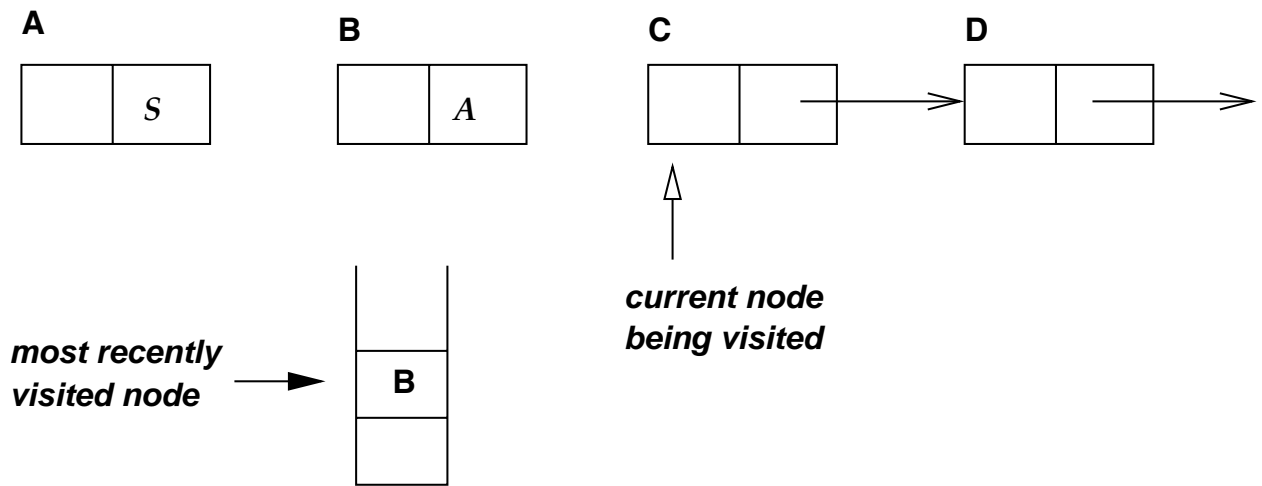 A
B
C
D
S
A
current node
being visited
most recently
visited node
B